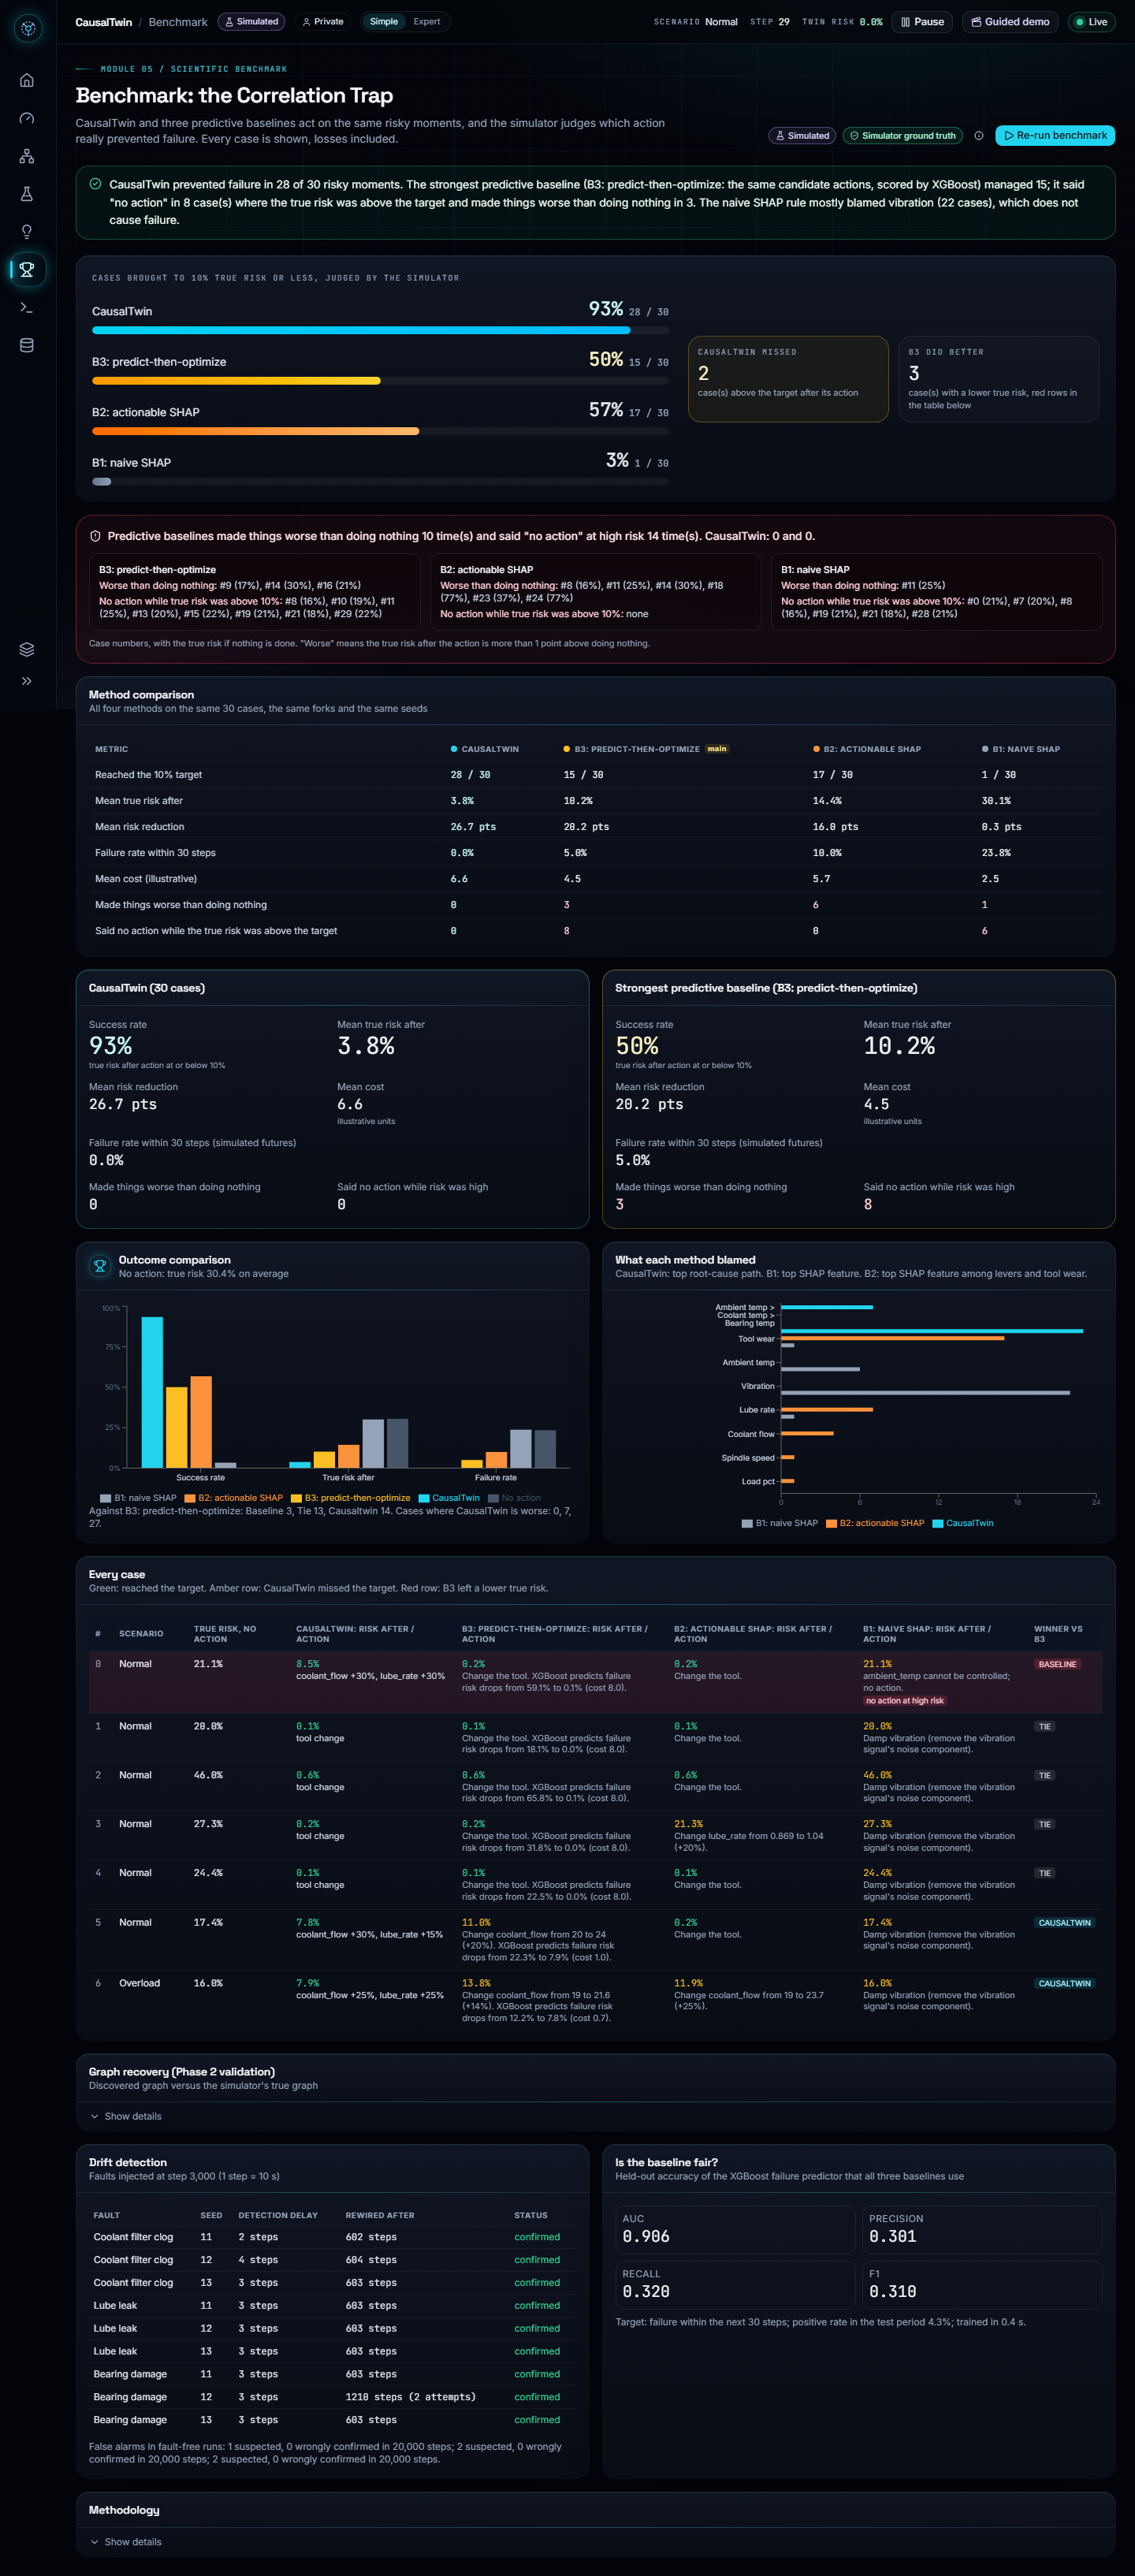 CausalTwin / Benchmark Simulated Private Simple Expert SCENARIO Normal STEP 29 TWIN RISK 0.0% Pause Guided demo Live
MODULE 05 / SCIENTIFIC BENCHMARK
Benchmark: the Correlation Trap
CausalTwin and three predictive baselines act on the same risky moments, and the simulator judges which action
really prevented failure. Every case is shown, losses included.
Simulated Simulator ground truth Re-run benchmark
CausalTwin prevented failure in 28 of 30 risky moments. The strongest predictive baseline (B3: predict-then-optimize: the same candidate actions, scored by XGBoost) managed 15; it said
"no action" in 8 case(s) where the true risk was above the target and made things worse than doing nothing in 3. The naive SHAP rule mostly blamed vibration (22 cases), which does not
cause failure.
CASES BROUGHT TO 10% TRUE RISK OR LESS, JUDGED BY THE SIMULATOR
CausalTwin 93% 28 / 30
B3: predict-then-optimize 50% 15 / 30
B2: actionable SHAP 57% 17 / 30
B1: naive SHAP 3% 1 / 30
CAUSALTWIN MISSED
2
case(s) above the target after its action
B3 DID BETTER
3
case(s) with a lower true risk, red rows in
the table below
Predictive baselines made things worse than doing nothing 10 time(s) and said "no action" at high risk 14 time(s). CausalTwin: 0 and 0.
B3: predict-then-optimize
Worse than doing nothing: #9 (17%), #14 (30%), #16 (21%)
No action while true risk was above 10%: #8 (16%), #10 (19%), #11
(25%), #13 (20%), #15 (22%), #19 (21%), #21 (18%), #29 (22%)
B2: actionable SHAP
Worse than doing nothing: #8 (16%), #11 (25%), #14 (30%), #18
(77%), #23 (37%), #24 (77%)
No action while true risk was above 10%: none
B1: naive SHAP
Worse than doing nothing: #11 (25%)
No action while true risk was above 10%: #0 (21%), #7 (20%), #8
(16%), #19 (21%), #21 (18%), #28 (21%)
Case numbers, with the true risk if nothing is done. "Worse" means the true risk after the action is more than 1 point above doing nothing.
Method comparison
All four methods on the same 30 cases, the same forks and the same seeds
METRIC CAUSALTWIN B3: PREDICT-THEN-OPTIMIZE main B2: ACTIONABLE SHAP B1: NAIVE SHAP
Reached the 10% target 28 / 30 15 / 30 17 / 30 1 / 30
Mean true risk after 3.8% 10.2% 14.4% 30.1%
Mean risk reduction 26.7 pts 20.2 pts 16.0 pts 0.3 pts
Failure rate within 30 steps 0.0% 5.0% 10.0% 23.8%
Mean cost (illustrative) 6.6 4.5 5.7 2.5
Made things worse than doing nothing 0 3 6 1
Said no action while the true risk was above the target 0 8 0 6
CausalTwin (30 cases)
Success rate Mean true risk after
93% 3.8%
true risk after action at or below 10%
Mean risk reduction Mean cost
26.7 pts 6.6
illustrative units
Failure rate within 30 steps (simulated futures)
0.0%
Made things worse than doing nothing Said no action while risk was high
0 0
Strongest predictive baseline (B3: predict-then-optimize)
Success rate Mean true risk after
50% 10.2%
true risk after action at or below 10%
Mean risk reduction Mean cost
20.2 pts 4.5
illustrative units
Failure rate within 30 steps (simulated futures)
5.0%
Made things worse than doing nothing Said no action while risk was high
3 8
Outcome comparison
No action: true risk 30.4% on average
100%
75%
50%
25%
0%
Success rate True risk after Failure rate
B1: naive SHAP B2: actionable SHAP B3: predict-then-optimize CausalTwin No action
Against B3: predict-then-optimize: Baseline 3, Tie 13, Causaltwin 14. Cases where CausalTwin is worse: 0, 7,
27.
What each method blamed
CausalTwin: top root-cause path. B1: top SHAP feature. B2: top SHAP feature among levers and tool wear.
Ambient temp >
Coolant temp >
Bearing temp
Tool wear
Ambient temp
Vibration
Lube rate
Coolant flow
Spindle speed
Load pct
0 6 12 18 24
B1: naive SHAP B2: actionable SHAP CausalTwin
Every case
Green: reached the target. Amber row: CausalTwin missed the target. Red row: B3 left a lower true risk.
# SCENARIO TRUE RISK, NO ACTION CAUSALTWIN: RISK AFTER / ACTION B3: PREDICT-THEN-OPTIMIZE: RISK AFTER / ACTION B2: ACTIONABLE SHAP: RISK AFTER / ACTION B1: NAIVE SHAP: RISK AFTER / ACTION WINNER VS B3
0 Normal 21.1% 8.5% 0.2% 0.2% 21.1% BASELINE
coolant_flow +30%, lube_rate +30% Change the tool. XGBoost predicts failure Change the tool. ambient_temp cannot be controlled;
risk drops from 59.1% to 0.1% (cost 8.0). no action.
no action at high risk
1 Normal 20.0% 0.1% 0.1% 0.1% 20.0% TIE
tool change Change the tool. XGBoost predicts failure Change the tool. Damp vibration (remove the vibration
risk drops from 18.1% to 0.0% (cost 8.0). signal's noise component).
2 Normal 46.0% 0.6% 0.6% 0.6% 46.0% TIE
tool change Change the tool. XGBoost predicts failure Change the tool. Damp vibration (remove the vibration
risk drops from 65.8% to 0.1% (cost 8.0). signal's noise component).
3 Normal 27.3% 0.2% 0.2% 21.3% 27.3% TIE
tool change Change the tool. XGBoost predicts failure Change lube_rate from 0.869 to 1.04 Damp vibration (remove the vibration
risk drops from 31.8% to 0.0% (cost 8.0). (+20%). signal's noise component).
4 Normal 24.4% 0.1% 0.1% 0.1% 24.4% TIE
tool change Change the tool. XGBoost predicts failure Change the tool. Damp vibration (remove the vibration
risk drops from 22.5% to 0.0% (cost 8.0). signal's noise component).
5 Normal 17.4% 7.8% 11.0% 0.2% 17.4% CAUSALTWIN
coolant_flow +30%, lube_rate +15% Change coolant_flow from 20 to 24 Change the tool. Damp vibration (remove the vibration
(+20%). XGBoost predicts failure risk signal's noise component).
drops from 22.3% to 7.9% (cost 1.0).
6 Overload 16.0% 7.9% 13.8% 11.9% 16.0% CAUSALTWIN
coolant_flow +25%, lube_rate +25% Change coolant_flow from 19 to 21.6 Change coolant_flow from 19 to 23.7 Damp vibration (remove the vibration
(+14%). XGBoost predicts failure risk (+25%). signal's noise component).
drops from 12.2% to 7.8% (cost 0.7).
Graph recovery (Phase 2 validation)
Discovered graph versus the simulator's true graph
Show details
Drift detection
Faults injected at step 3,000 (1 step = 10 s)
FAULT SEED DETECTION DELAY REWIRED AFTER STATUS
Coolant filter clog 11 2 steps 602 steps confirmed
Coolant filter clog 12 4 steps 604 steps confirmed
Coolant filter clog 13 3 steps 603 steps confirmed
Lube leak 11 3 steps 603 steps confirmed
Lube leak 12 3 steps 603 steps confirmed
Lube leak 13 3 steps 603 steps confirmed
Bearing damage 11 3 steps 603 steps confirmed
Bearing damage 12 3 steps 1210 steps (2 attempts) confirmed
Bearing damage 13 3 steps 603 steps confirmed
False alarms in fault-free runs: 1 suspected, 0 wrongly confirmed in 20,000 steps; 2 suspected, 0 wrongly
confirmed in 20,000 steps; 2 suspected, 0 wrongly confirmed in 20,000 steps.
Is the baseline fair?
Held-out accuracy of the XGBoost failure predictor that all three baselines use
AUC PRECISION
0.906 0.301
RECALL F1
0.320 0.310
Target: failure within the next 30 steps; positive rate in the test period 4.3%; trained in 0.4 s.
Methodology
Show details